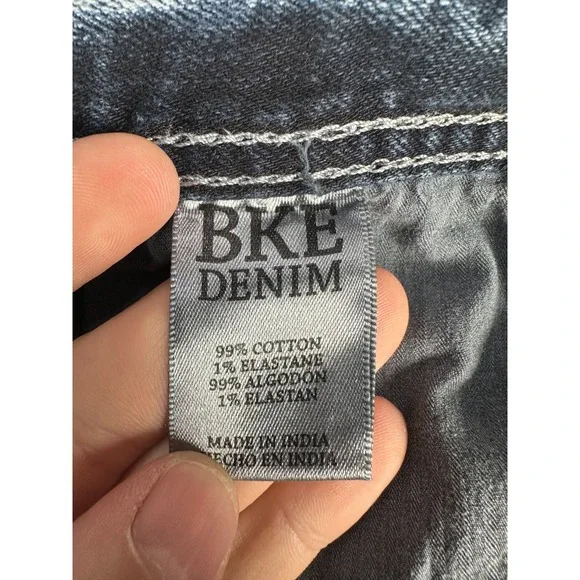 BKE
DENIM
99% COTTON
1% ELASTANE
99% ALGODON
1% ELASTAN
MADE IN INDIA
HECHO EN INDIA